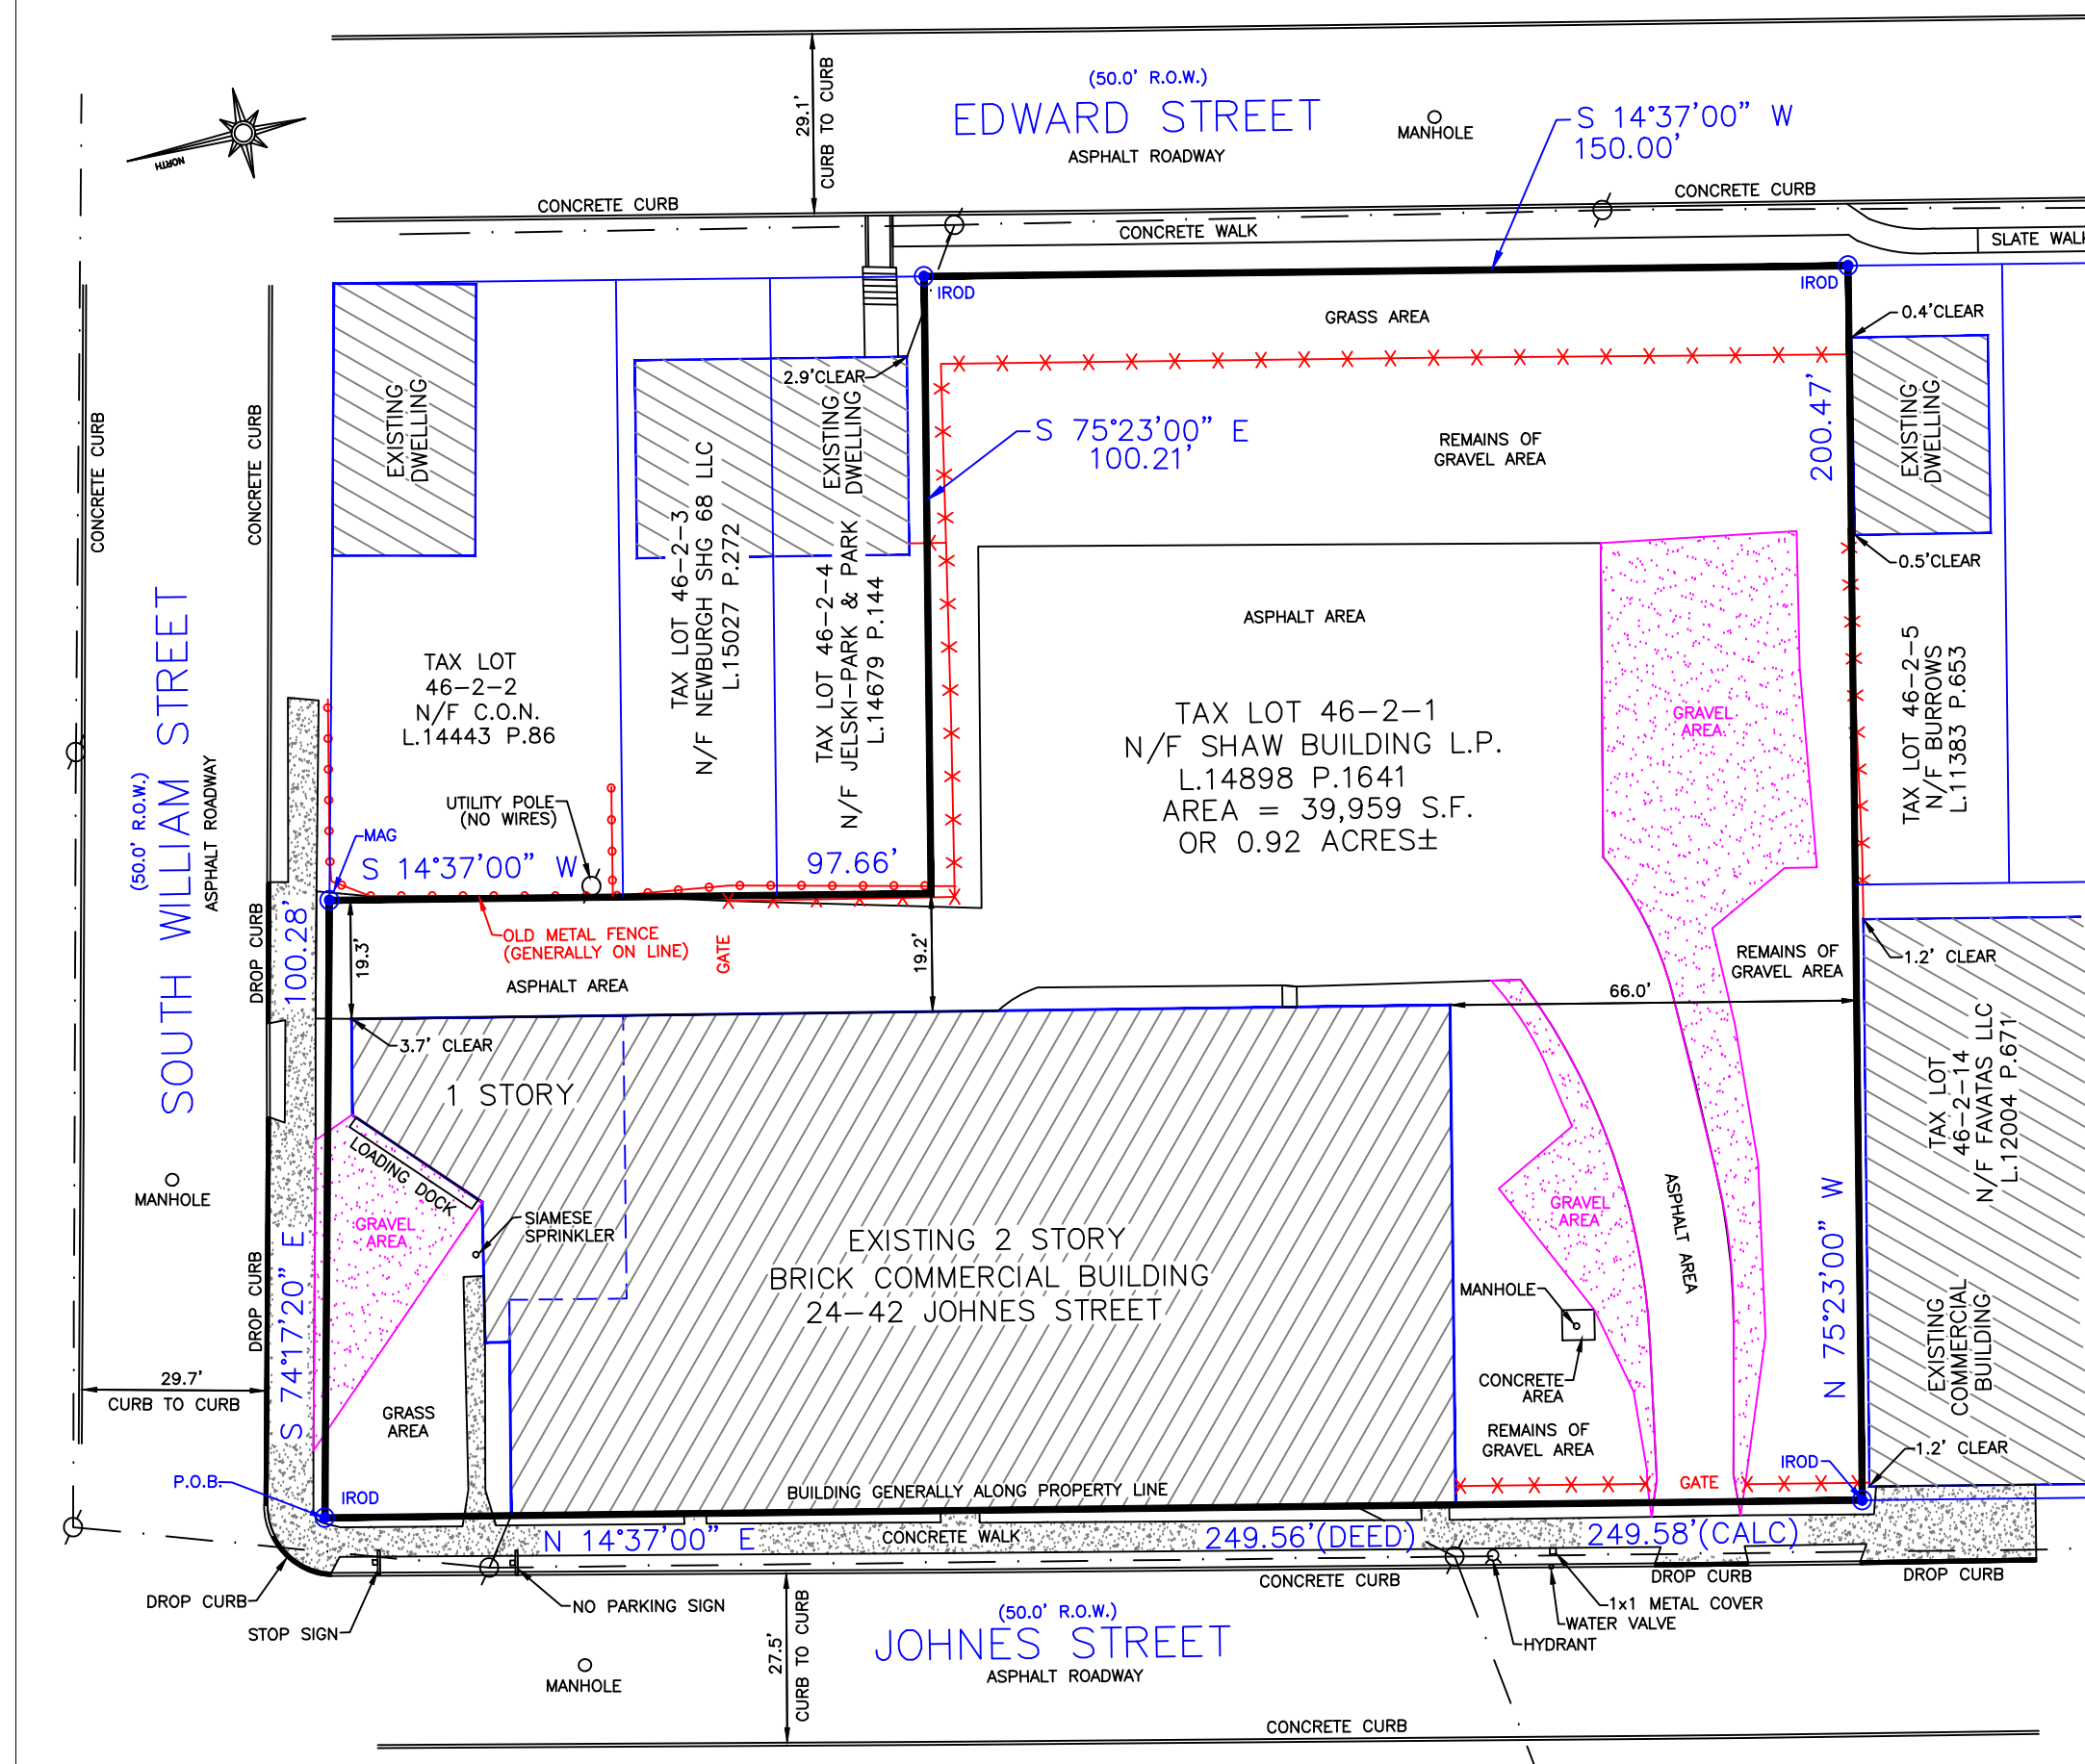 (50.0' R.O.W.)
EDWARD STREET
ASPHALT ROADWAY
29.1'
CURB TO CURB
MANHOLE
S 14°37'00" W
150.00'
NORTH
CONCRETE CURB
CONCRETE CURB
CONCRETE WALK
SLATE WALK
IROD
IROD
GRASS AREA
0.4'CLEAR
2.9'CLEAR
EXISTING
DWELLING
EXISTING
DWELLING
EXISTING
DWELLING
S 75°23'00" E
100.21'
REMAINS OF
GRAVEL AREA
200.47'
CONCRETE CURB
CONCRETE CURB
0.5'CLEAR
ASPHALT AREA
TAX LOT
46-2-2
N/F C.O.N.
L.14443 P.86
TAX LOT 46-2-3
N/F NEWBURGH SHG 68 LLC
L.15027 P.272
TAX LOT 46-2-4
N/F JELSKI-PARK & PARK
L.14679 P.144
TAX LOT 46-2-1
N/F SHAW BUILDING L.P.
L.14898 P.1641
AREA = 39,959 S.F.
OR 0.92 ACRES±
GRAVEL
AREA
TAX LOT 46-2-5
N/F BURROWS
L.11383 P.653
SOUTH WILLIAM STREET
(50.0' R.O.W.)
ASPHALT ROADWAY
UTILITY POLE
(NO WIRES)
MAG
S 14°37'00" W
97.66'
OLD METAL FENCE
(GENERALLY ON LINE)
GATE
19.3'
19.2'
100.28'
DROP CURB
ASPHALT AREA
REMAINS OF
GRAVEL AREA
1.2' CLEAR
66.0'
3.7' CLEAR
1 STORY
LOADING DOCK
TAX LOT
46-2-14
N/F FAVATAS LLC
L.12004 P.671
MANHOLE
GRAVEL
AREA
SIAMESE
SPRINKLER
EXISTING 2 STORY
BRICK COMMERCIAL BUILDING
24-42 JOHNES STREET
GRAVEL
AREA
ASPHALT AREA
MANHOLE
CONCRETE
AREA
N 75°23'00" W
EXISTING
COMMERCIAL
BUILDING
DROP CURB
S 74°17'20" E
29.7'
CURB TO CURB
GRASS
AREA
REMAINS OF
GRAVEL AREA
1.2' CLEAR
IROD
GATE
P.O.B.
IROD
BUILDING GENERALLY ALONG PROPERTY LINE
N 14°37'00" E
CONCRETE WALK
249.56'(DEED)
249.58'(CALC)
CONCRETE CURB
DROP CURB
DROP CURB
DROP CURB
STOP SIGN
NO PARKING SIGN
1x1 METAL COVER
WATER VALVE
HYDRANT
27.5'
CURB TO CURB
(50.0' R.O.W.)
JOHNES STREET
ASPHALT ROADWAY
MANHOLE
CONCRETE CURB